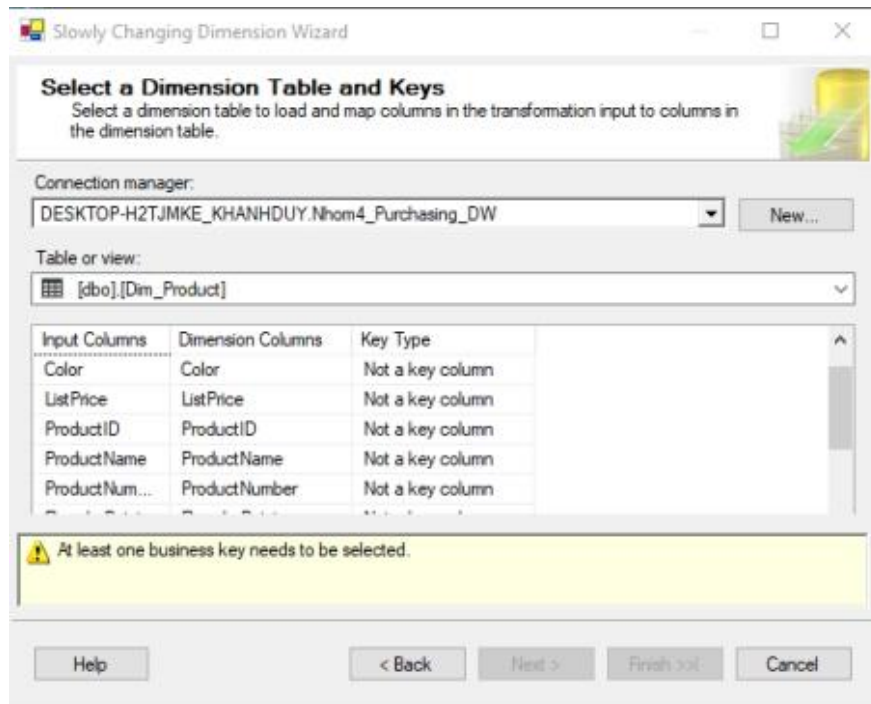 Slowly Changing Dimension Wizard
Select a Dimension Table and Keys
Select a dimension table to load and map columns in the transformation input to columns in
the dimension table.
Connection manager:
DESKTOP-H2TJMKE_KHANHDUY.Nhom4_Purchasing_DW
New...
Table or view:
[dbo].[Dim_Product]
Input Columns Dimension Columns Key Type
Color Color Not a key column
ListPrice ListPrice Not a key column
ProductID ProductID Not a key column
ProductName ProductName Not a key column
ProductNum... ProductNumber Not a key column
At least one business key needs to be selected.
Help < Back Next > Finish >>| Cancel